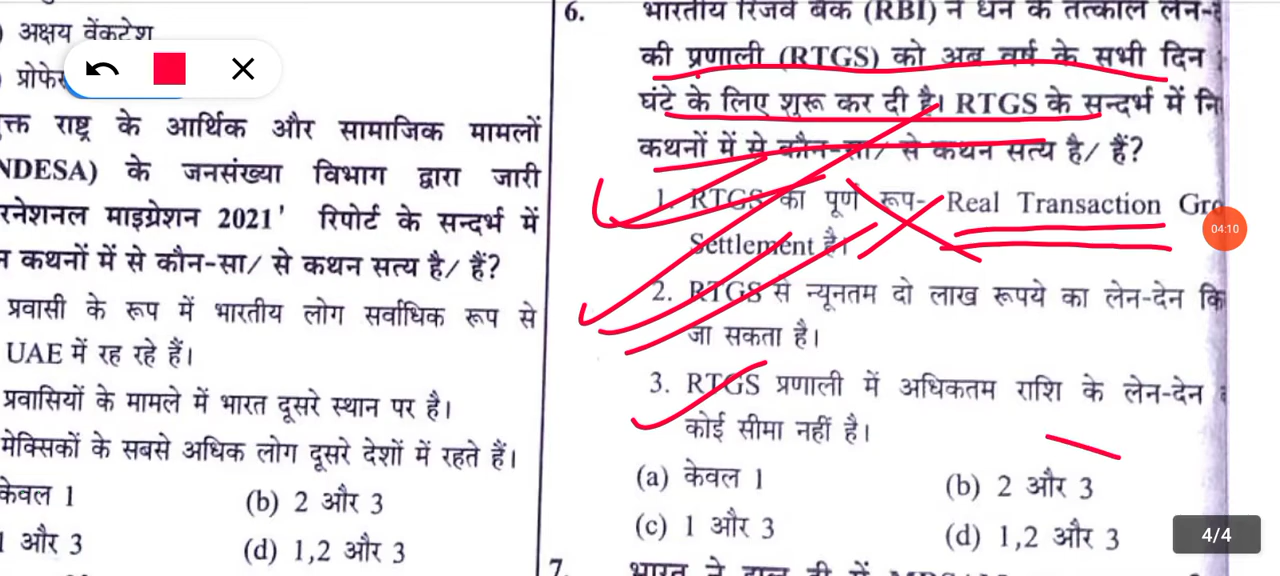 अक्षय वेंकटेश
प्रोफे
क्त राष्ट्र के आर्थिक और सामाजिक मामलों
NDESA) के जनसंख्या विभाग द्वारा जारी
रनेशनल माइग्रेशन 2021' रिपोर्ट के सन्दर्भ में
न कथनों में से कौन-सा/ से कथन सत्य है/ हैं?
प्रवासी के रूप में भारतीय लोग सर्वाधिक रूप से
UAE में रह रहे हैं।
प्रवासियों के मामले में भारत दूसरे स्थान पर है।
मेक्सिकों के सबसे अधिक लोग दूसरे देशों में रहते हैं।
केवल 1 (b) 2 और 3
और 3 (d) 1,2 और 3
6. भारतीय रिजर्व बैंक (RBI) ने धन के तत्काल लेन-
की प्रणाली (RTGS) को अब वर्ष के सभी दिन
घंटे के लिए शुरू कर दी है। RTGS के सन्दर्भ में
कथनों में से कौन-सा/ से कथन सत्य है/ हैं?
1. RTGS का पूर्ण रूप- Real Transaction Gro
Settlement है।
2. RTGS से न्यूनतम दो लाख रूपये का लेन-देन कि
जा सकता है।
3. RTGS प्रणाली में अधिकतम राशि के लेन-देन
कोई सीमा नहीं है।
(a) केवल 1 (b) 2 और 3
(c) 1 और 3 (d) 1,2 और 3
7.
04:10
4/4